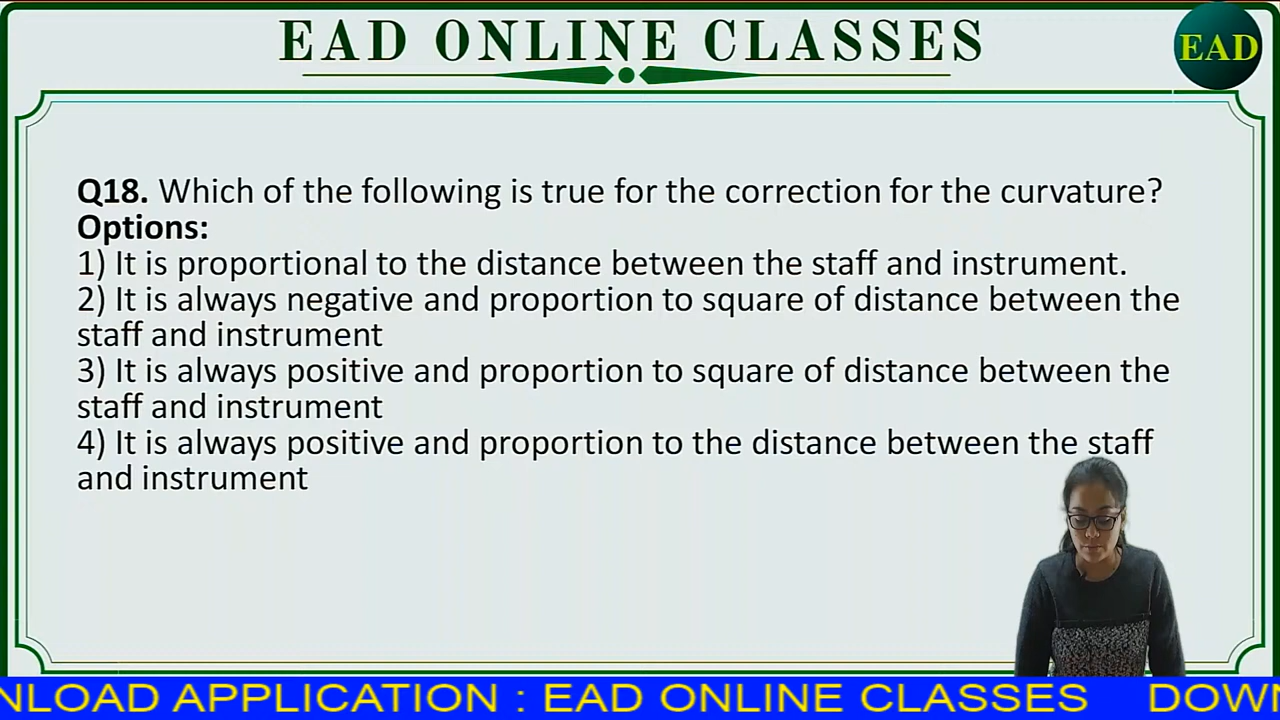 EAD ONLINE CLASSES
EAD
Q18. Which of the following is true for the correction for the curvature?
Options:
1) It is proportional to the distance between the staff and instrument.
2) It is always negative and proportion to square of distance between the
staff and instrument
3) It is always positive and proportion to square of distance between the
staff and instrument
4) It is always positive and proportion to the distance between the staff
and instrument
NLOAD APPLICATION : EAD ONLINE CLASSES DOWN